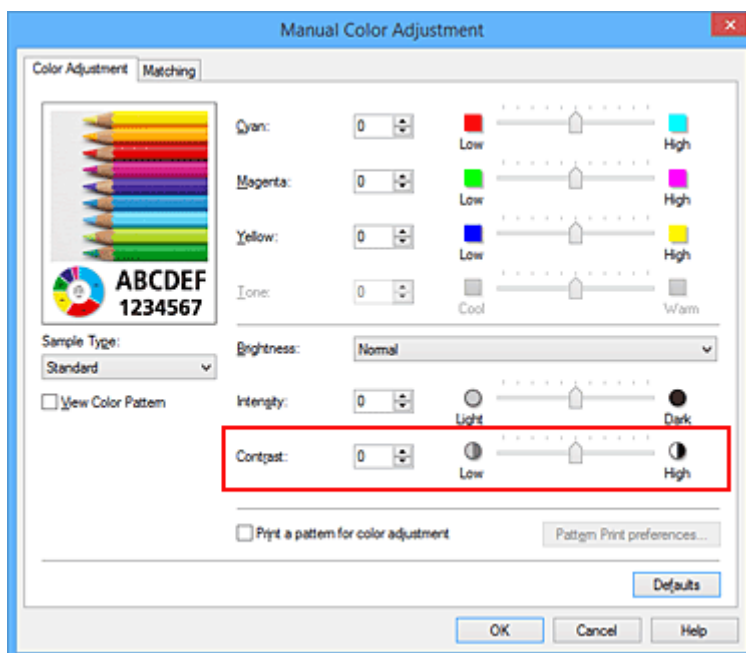 Manual Color Adjustment
Color Adjustment
Matching
Cyan: 0 Low High
Magenta: 0 Low High
Yellow: 0 Low High
Tone: 0 Cool Warm
ABCDEF
1234567
Sample Type:
Standard
View Color Pattern
Brightness: Normal
Intensity: 0 Light Dark
Contrast: 0 Low High
Print a pattern for color adjustment
Pattern Print preferences...
Defaults
OK Cancel Help